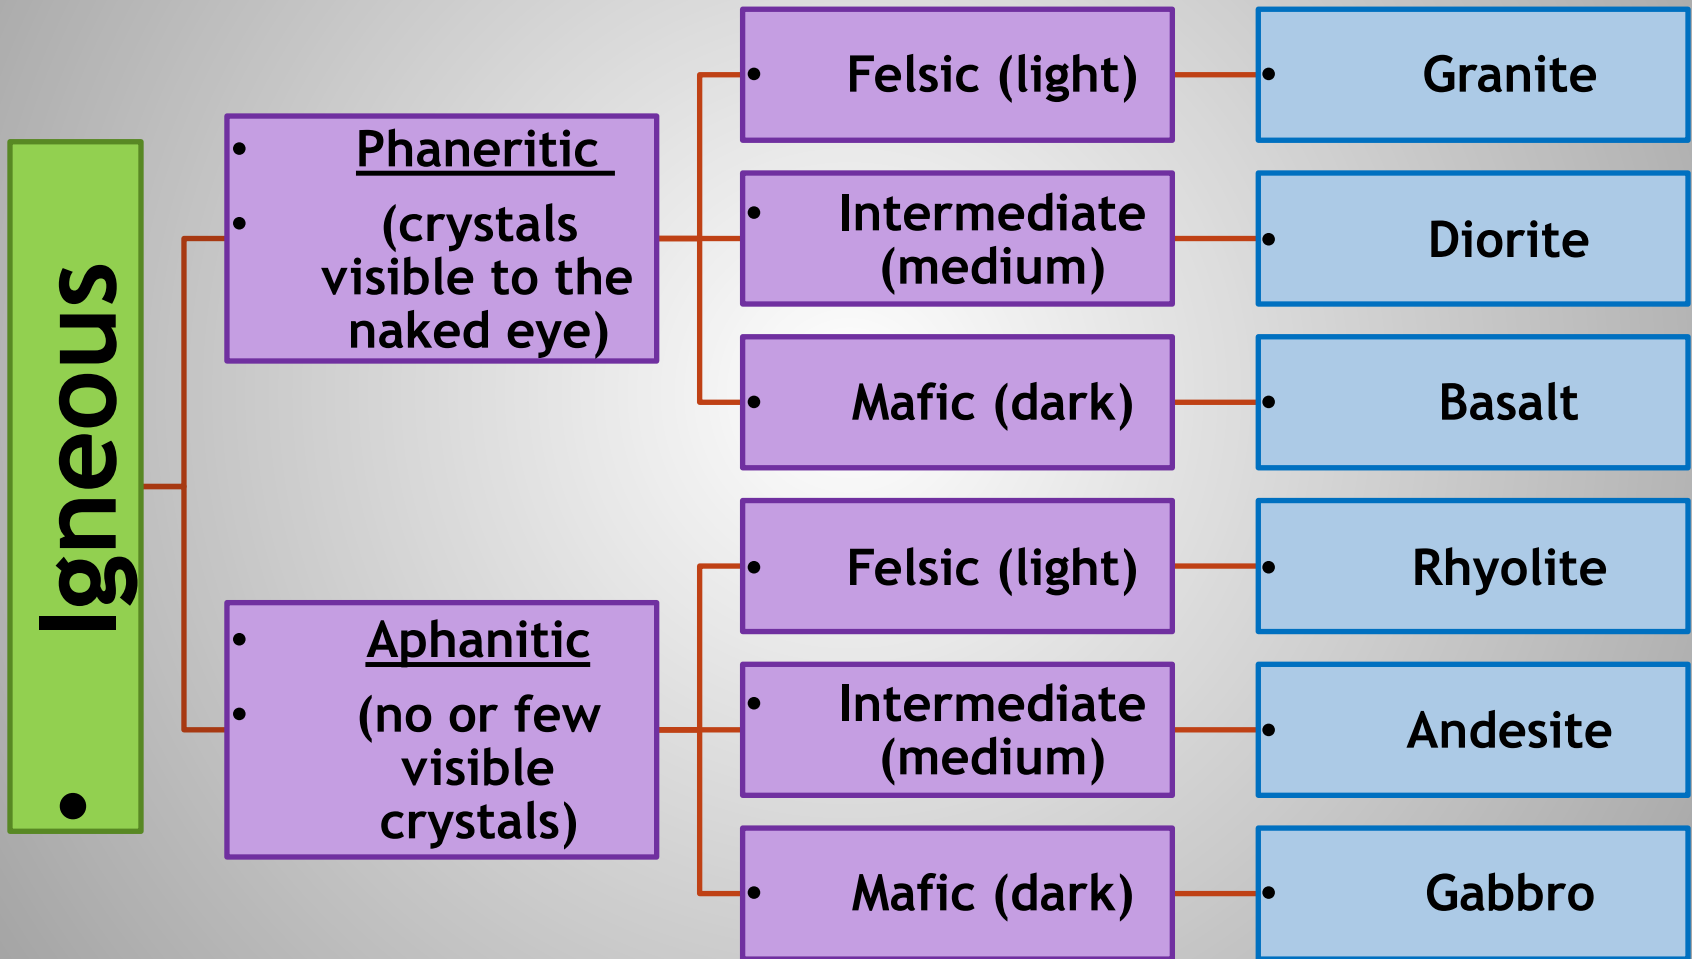 • Igneous
• Phaneritic
• (crystals
visible to the
naked eye)
• Felsic (light)
• Granite
• Intermediate
(medium)
• Diorite
• Mafic (dark)
• Basalt
• Aphanitic
• (no or few
visible
crystals)
• Felsic (light)
• Rhyolite
• Intermediate
(medium)
• Andesite
• Mafic (dark)
• Gabbro